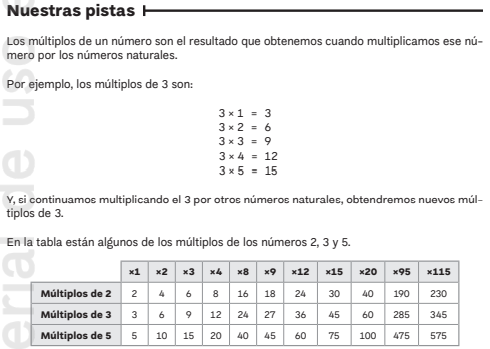 Nuestras pistas
Los múltiplos de un número son el resultado que obtenemos cuando multiplicamos ese nú-
mero por los números naturales.
Por ejemplo, los múltiplos de 3 son:
3 × 1 = 3
3 × 2 = 6
3 × 3 = 9
3 × 4 = 12
3 × 5 = 15
Y, si continuamos multiplicando el 3 por otros números naturales, obtendremos nuevos múl-
tiplos de 3.
En la tabla están algunos de los múltiplos de los números 2, 3 y 5.
×1 ×2 ×3 ×4 ×8 ×9 ×12 ×15 ×20 ×95 ×115
Múltiplos de 2 2 4 6 8 16 18 24 30 40 190 230
Múltiplos de 3 3 6 9 12 24 27 36 45 60 285 345
Múltiplos de 5 5 10 15 20 40 45 60 75 100 475 575
erial de uso